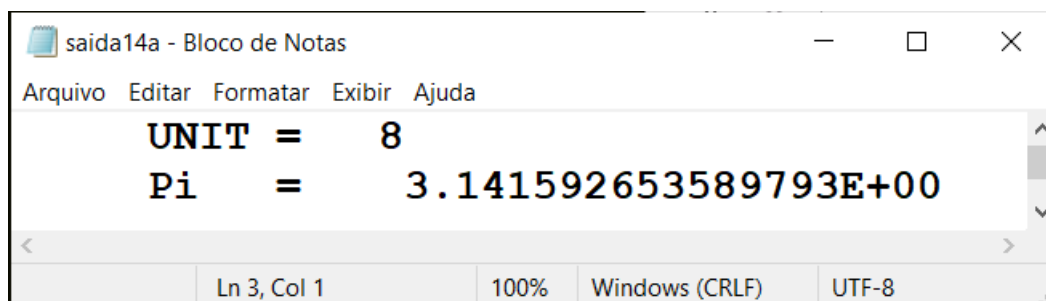 saida14a - Bloco de Notas
Arquivo Editar Formatar Exibir Ajuda
UNIT = 8
Pi = 3.141592653589793E+00
Ln 3, Col 1 100% Windows (CRLF) UTF-8